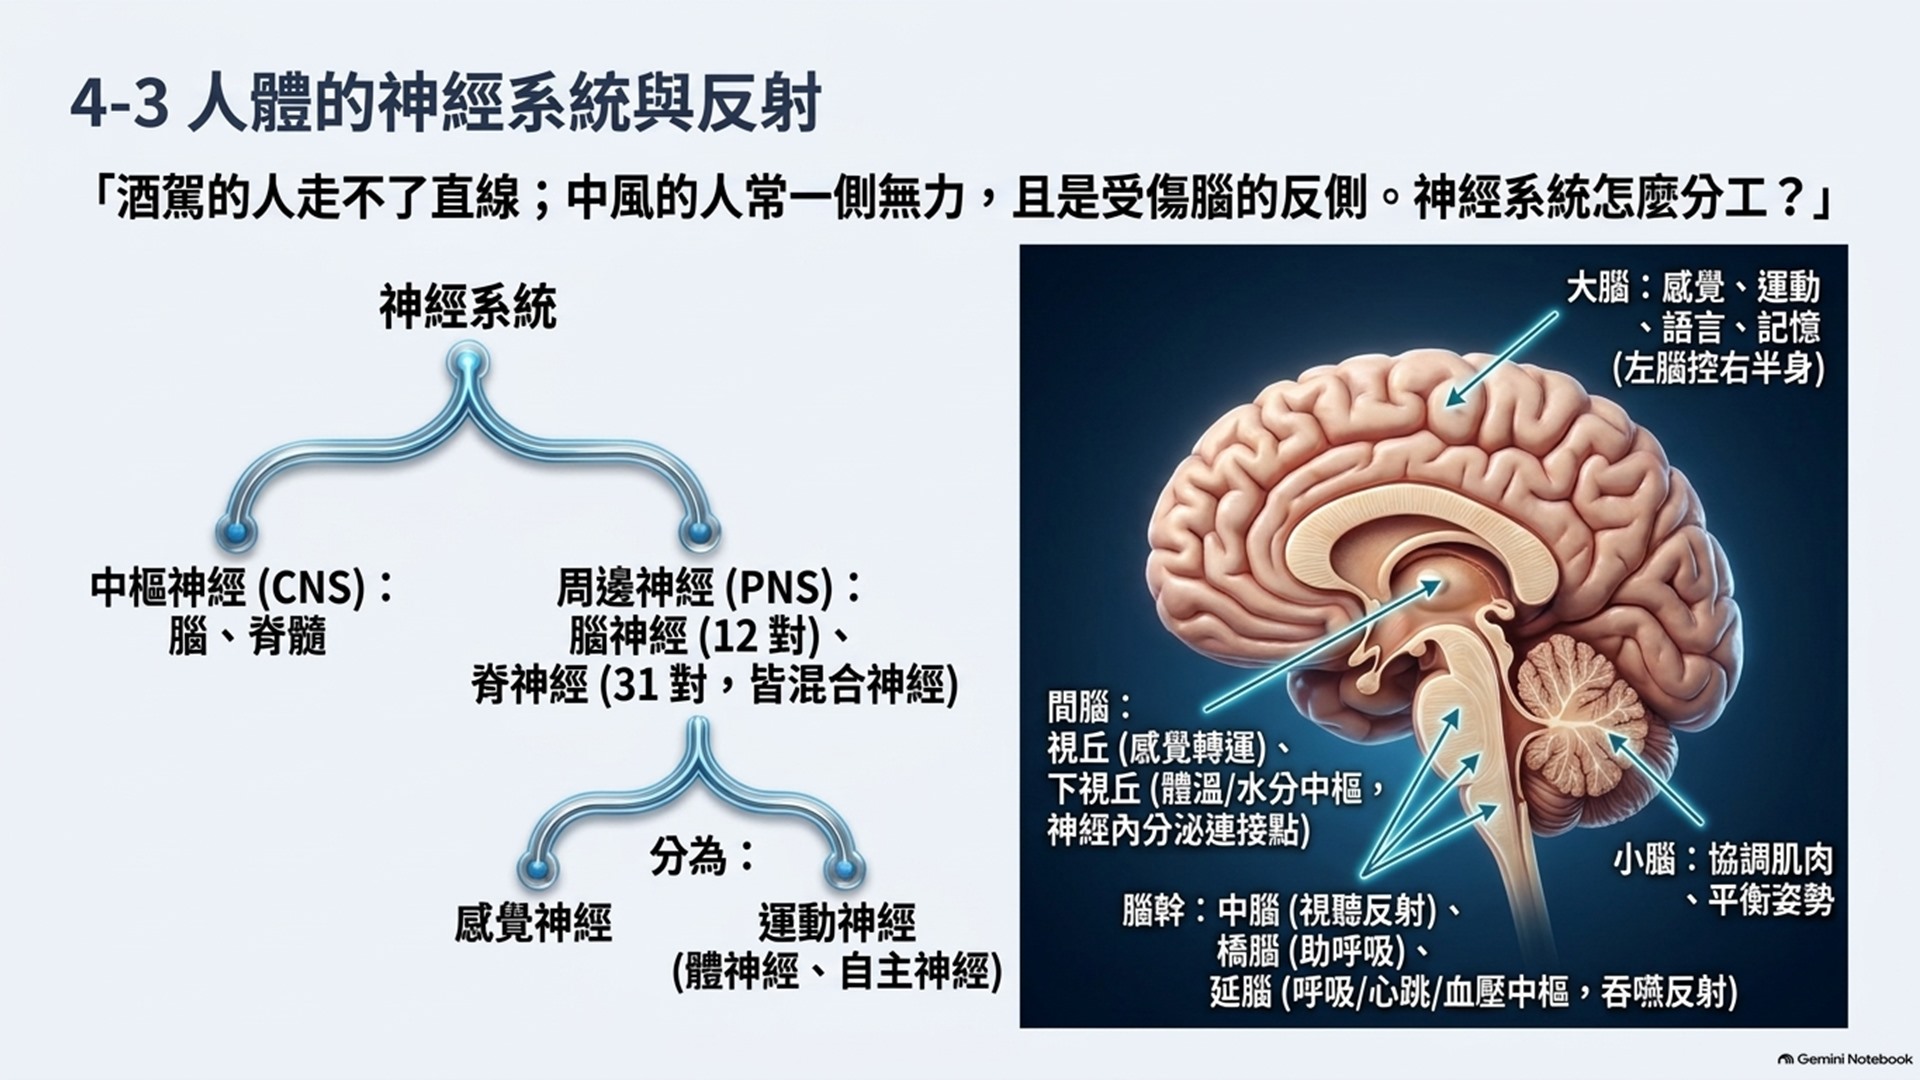 4-3 人體的神經系統與反射
「酒駕的人走不了直線；中風的人常一側無力，且是受傷腦的反側。神經系統怎麼分工？」
神經系統
中樞神經 (CNS)：
腦、脊髓
周邊神經 (PNS)：
腦神經 (12 對)、
脊神經 (31 對，皆混合神經)
分為：
感覺神經
運動神經
(體神經、自主神經)
大腦：感覺、運動
、語言、記憶
(左腦控右半身)
間腦：
視丘 (感覺轉運)、
下視丘 (體溫/水分中樞，
神經內分泌連接點)
小腦：協調肌肉
、平衡姿勢
腦幹：中腦 (視聽反射)、
橋腦 (助呼吸)、
延腦 (呼吸/心跳/血壓中樞，吞嚥反射)
Gemini Notebook